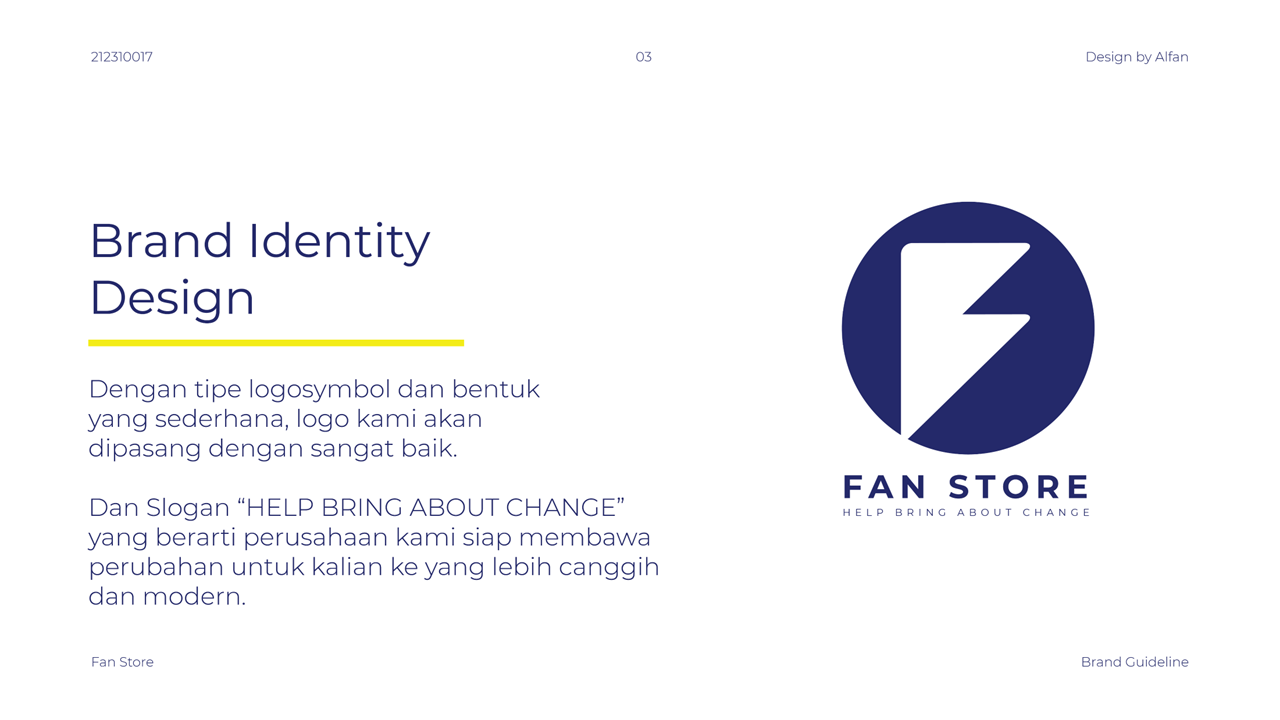 212310017
03
Design by Alfan
Brand Identity
Design
Dengan tipe logosymbol dan bentuk
yang sederhana, logo kami akan
dipasang dengan sangat baik.
Dan Slogan “HELP BRING ABOUT CHANGE”
yang berarti perusahaan kami siap membawa
perubahan untuk kalian ke yang lebih canggih
dan modern.
FAN STORE
HELP BRING ABOUT CHANGE
Fan Store
Brand Guideline